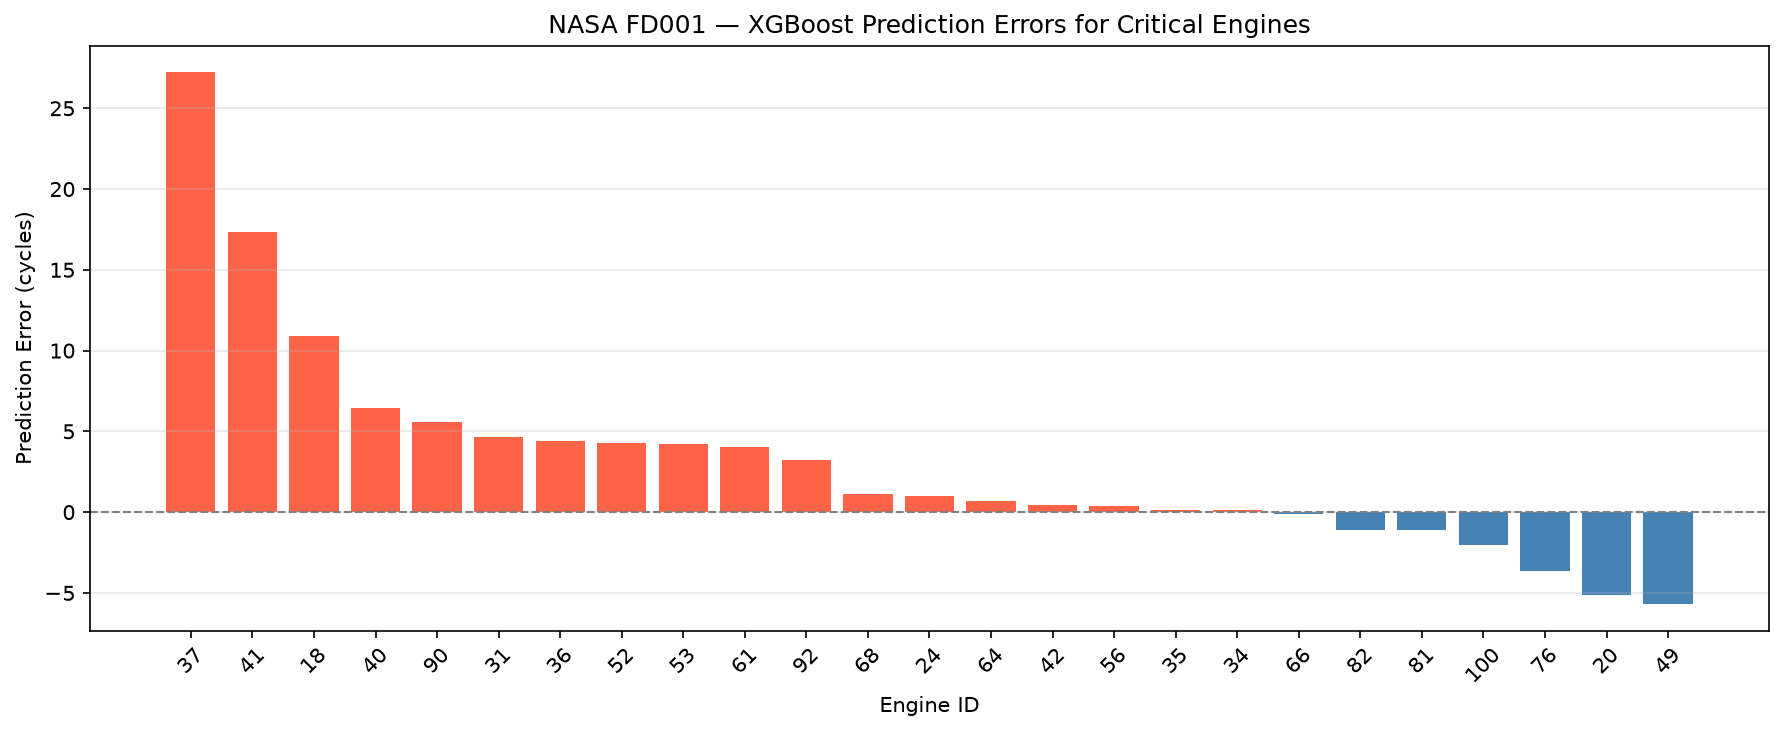 NASA FD001 — XGBoost Prediction Errors for Critical Engines
Prediction Error (cycles)
25
20
15
10
5
0
−5
37 41 18 40 90 31 36 52 53 61 92 68 24 64 42 56 35 34 66 82 81 100 76 20 49
Engine ID